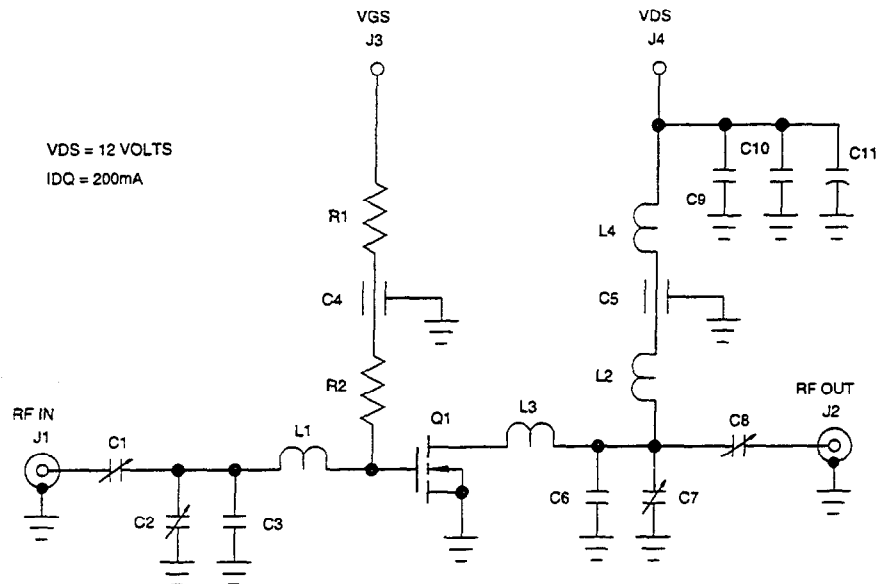 VGS
J3
VDS
J4
VDS = 12 VOLTS
IDQ = 200mA
C10
C11
C9
R1
L4
C4
C5
R2
L2
RF IN
J1
C1
L1
Q1
L3
C8
RF OUT
J2
C2
C3
C6
C7